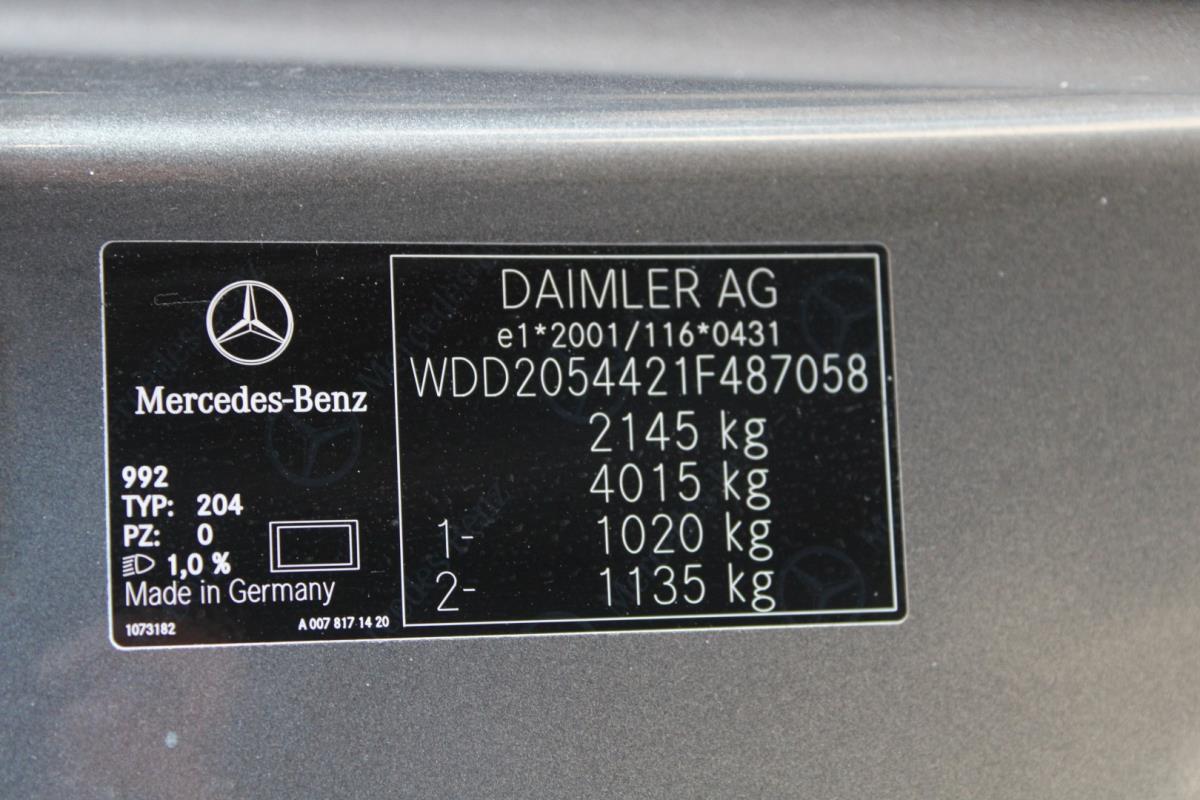 Mercedes-Benz
992
TYP: 204
PZ: 0
1,0 %
Made in Germany
1073182
A 007 817 14 20
DAIMLER AG
e1*2001/116*0431
WDD2054421F487058
2145 kg
4015 kg
1- 1020 kg
2- 1135 kg